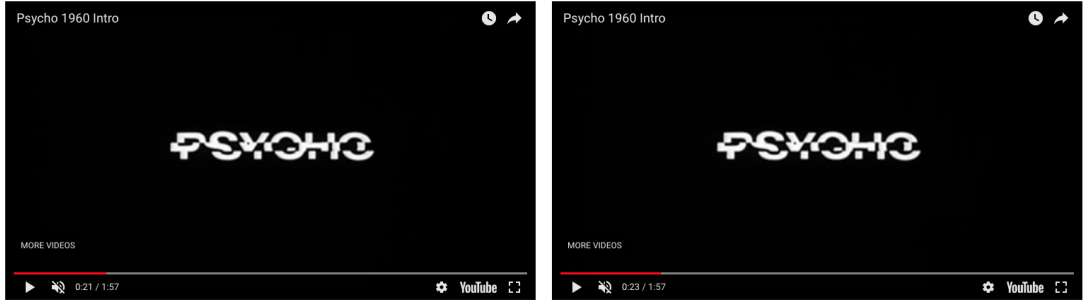 Psycho 1960 Intro
PSYCHO
MORE VIDEOS
0:21 / 1:57
YouTube
Psycho 1960 Intro
PSYCHO
MORE VIDEOS
0:23 / 1:57
YouTube